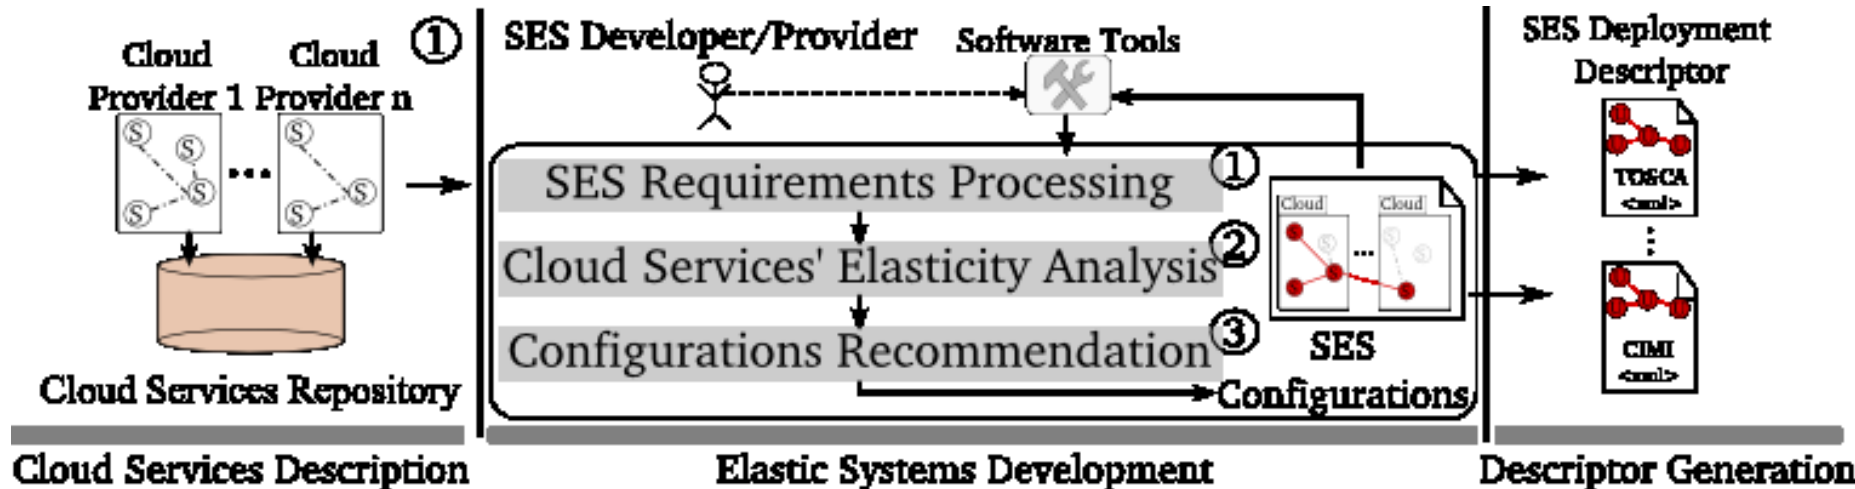 Cloud Cloud
Provider 1 Provider n
①
S
S
S
S
...
S
S
S
Cloud Services Repository
Cloud Services Description
SES Developer/Provider
Software Tools
SES Requirements Processing
①
Cloud Services' Elasticity Analysis
②
Configurations Recommendation
③
Cloud
Cloud
...
SES
Configurations
Elastic Systems Development
SES Deployment
Descriptor
TOSCA
<xml>
CIMI
<xml>
Descriptor Generation